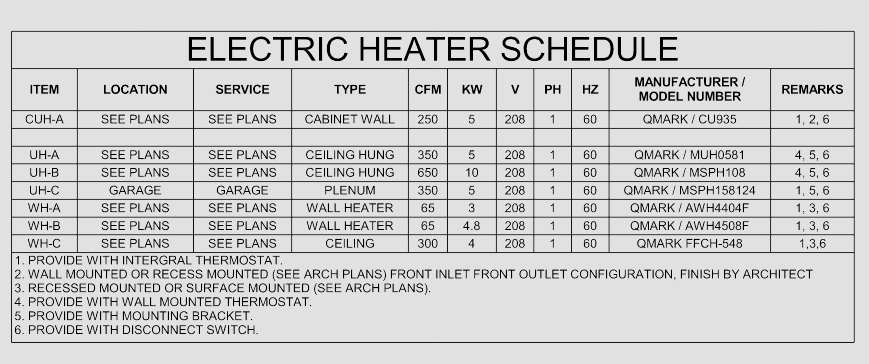 ELECTRIC HEATER SCHEDULE
ITEM LOCATION SERVICE TYPE CFM KW V PH HZ MANUFACTURER / MODEL NUMBER REMARKS
CUH-A SEE PLANS SEE PLANS CABINET WALL 250 5 208 1 60 QMARK / CU935 1, 2, 6
UH-A SEE PLANS SEE PLANS CEILING HUNG 350 5 208 1 60 QMARK / MUH0581 4, 5, 6
UH-B SEE PLANS SEE PLANS CEILING HUNG 650 10 208 1 60 QMARK / MSPH108 4, 5, 6
UH-C GARAGE GARAGE PLENUM 350 5 208 1 60 QMARK / MSPH158124 1, 5, 6
WH-A SEE PLANS SEE PLANS WALL HEATER 65 3 208 1 60 QMARK / AWH4404F 1, 3, 6
WH-B SEE PLANS SEE PLANS WALL HEATER 65 4.8 208 1 60 QMARK / AWH4508F 1, 3, 6
WH-C SEE PLANS SEE PLANS CEILING 300 4 208 1 60 QMARK FFCH-548 1,3,6
1. PROVIDE WITH INTERGRAL THERMOSTAT.
2. WALL MOUNTED OR RECESS MOUNTED (SEE ARCH PLANS) FRONT INLET FRONT OUTLET CONFIGURATION, FINISH BY ARCHITECT
3. RECESSED MOUNTED OR SURFACE MOUNTED (SEE ARCH PLANS).
4. PROVIDE WITH WALL MOUNTED THERMOSTAT.
5. PROVIDE WITH MOUNTING BRACKET.
6. PROVIDE WITH DISCONNECT SWITCH.